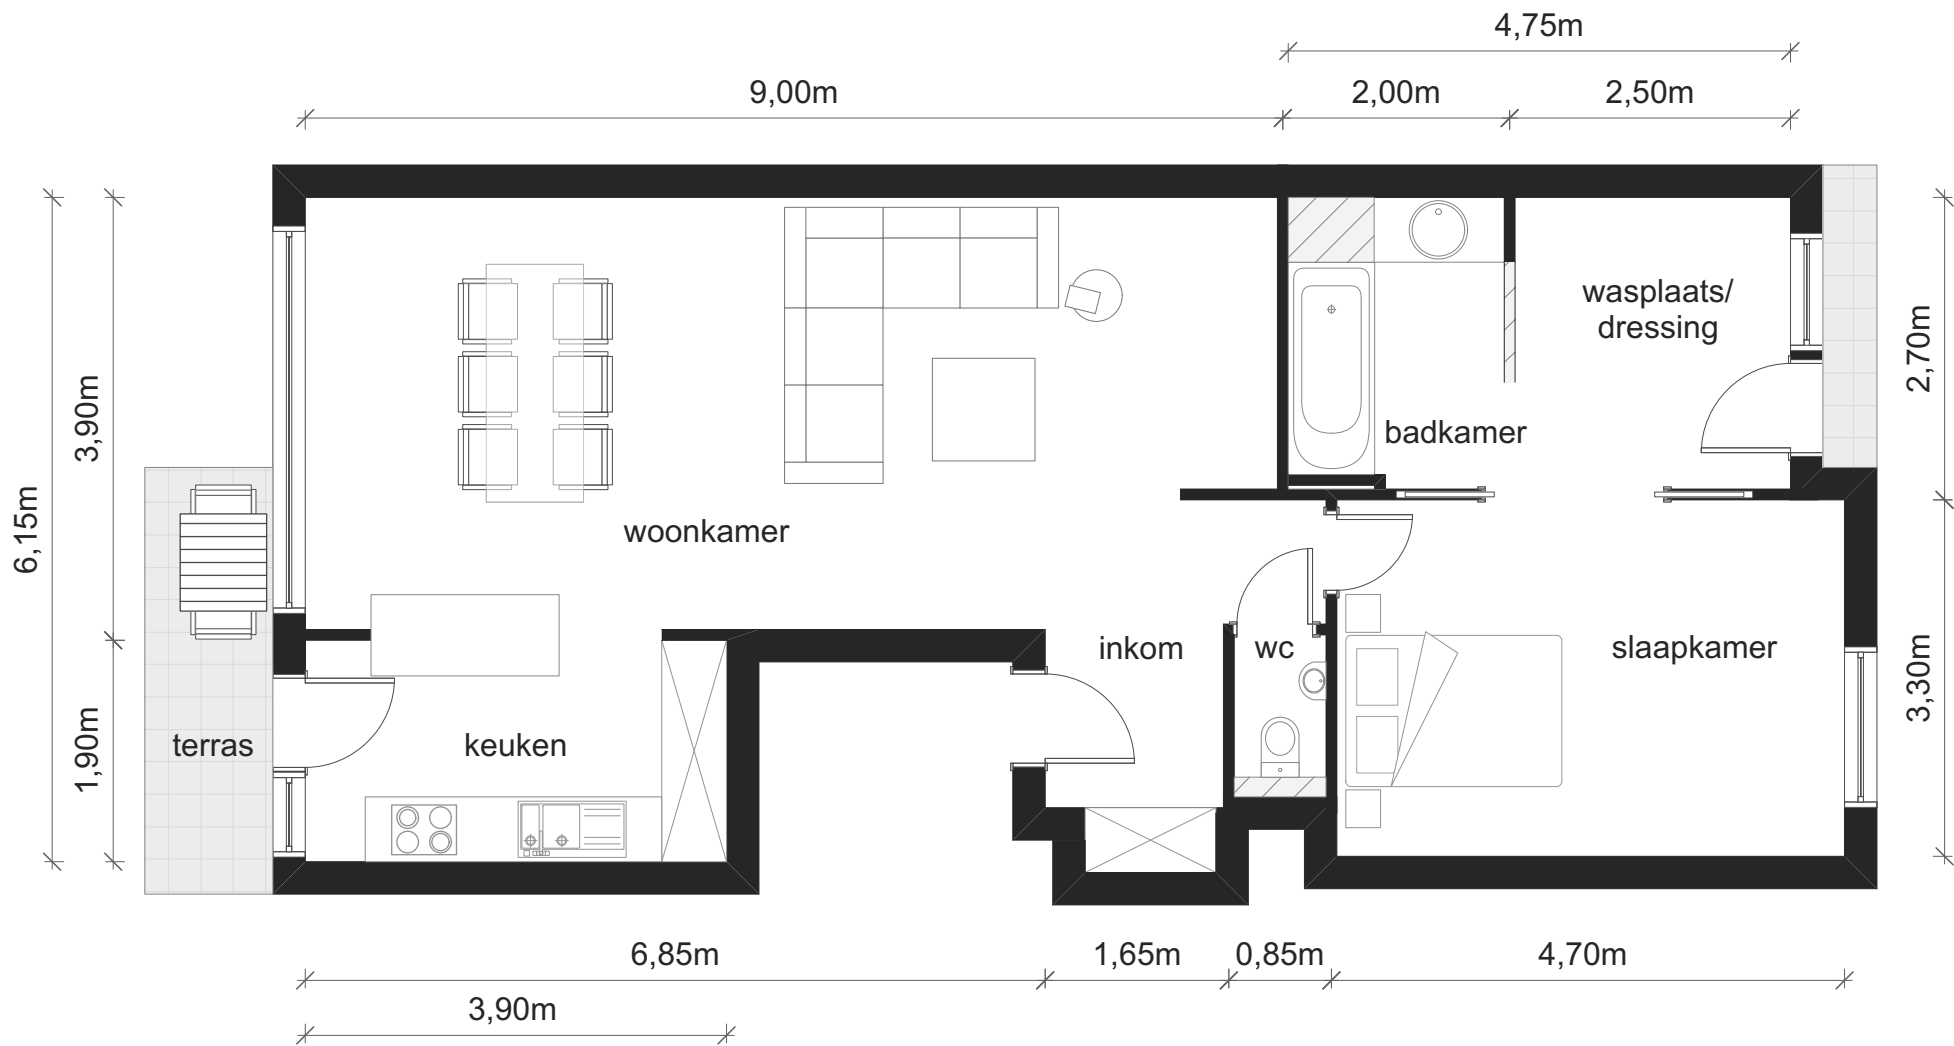 4,75m
9,00m
2,00m
2,50m
wasplaats/
dressing
2,70m
3,90m
badkamer
6,15m
woonkamer
inkom
wc
slaapkamer
3,30m
terras
1,90m
keuken
6,85m
1,65m
0,85m
4,70m
3,90m